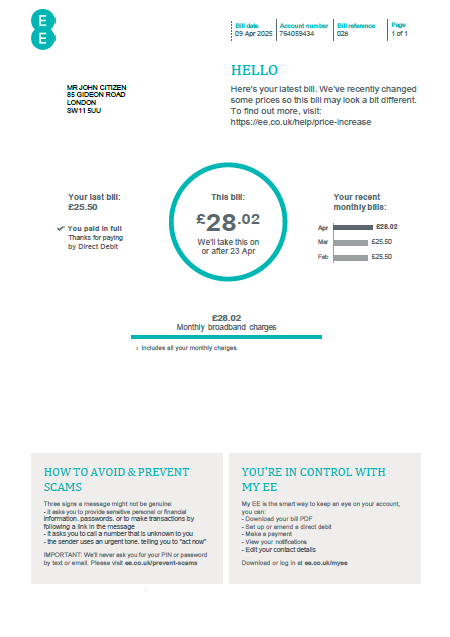 EE
Bill date
09 Apr 2025
Account number
764059434
Bill reference
028
Page
1 of 1
HELLO
MR JOHN CITIZEN
85 GIDEON ROAD
LONDON
SW11 5UU
Here's your latest bill. We've recently changed
some prices so this bill may look a bit different.
To find out more, visit:
https://ee.co.uk/help/price-increase
Your last bill:
£25.50
You paid in full
Thanks for paying
by Direct Debit
This bill:
£28.02
We'll take this on
or after 23 Apr
Your recent
monthly bills:
Apr £28.02
Mar £25.50
Feb £25.50
£28.02
Monthly broadband charges
› Includes all your monthly charges.
HOW TO AVOID & PREVENT
SCAMS
Three signs a message might not be genuine:
- it asks you to provide sensitive personal or financial
information, passwords, or to make transactions by
following a link in the message
- it asks you to call a number that is unknown to you
- the sender uses an urgent tone, telling you to "act now"
IMPORTANT: We'll never ask you for your PIN or password
by text or email. Please visit ee.co.uk/prevent-scams
YOU'RE IN CONTROL WITH
MY EE
My EE is the smart way to keep an eye on your account,
you can:
- Download your bill PDF
- Set up or amend a direct debit
- Make a payment
- View your notifications
- Edit your contact details
Download or log in at ee.co.uk/myee